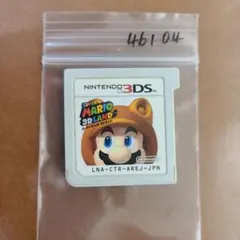 46104
NINTENDO 3DS
SUPER
MARIO
3D LAND
LNA-CTR-AREJ-JPN